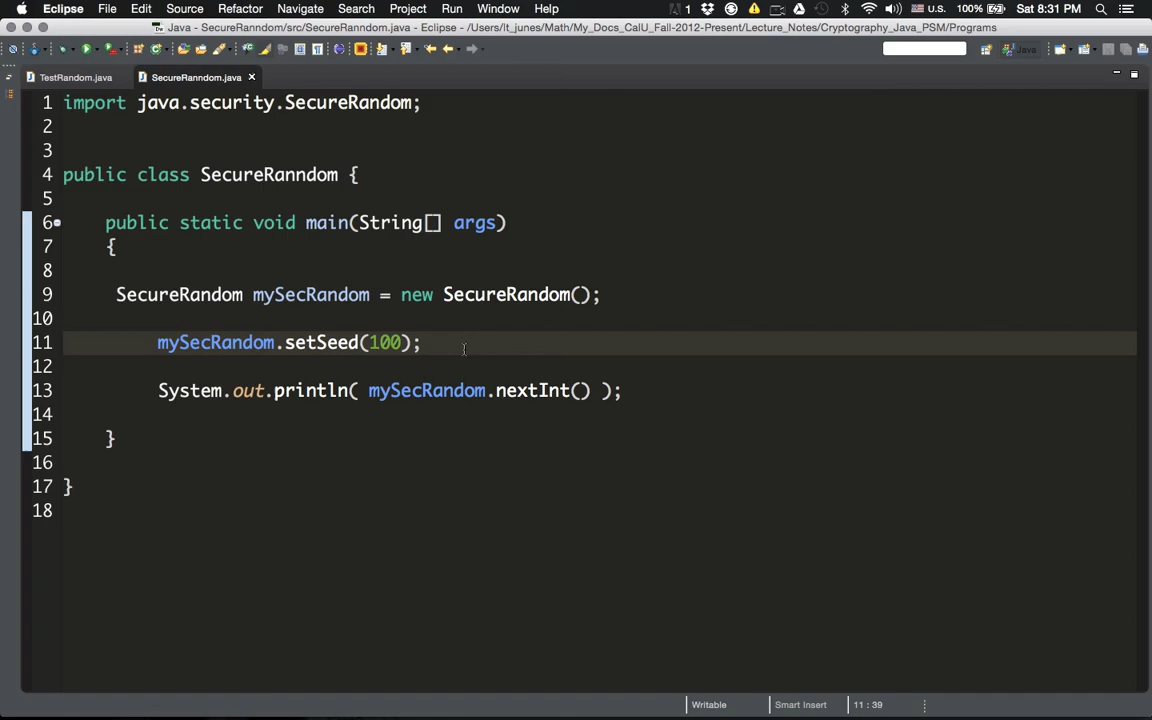 Eclipse File Edit Source Refactor Navigate Search Project Run Window Help 1 U.S. 100% Sat 8:31 PM
Java - SecureRanndom/src/SecureRanndom.java - Eclipse - /Users/lt_junes/Math/My_Docs_CalU_Fall-2012-Present/Lecture_Notes/Cryptography_Java_PSM/Programs
Java
TestRandom.java SecureRanndom.java
1 import java.security.SecureRandom;
2
3
4 public class SecureRanndom {
5
6 public static void main(String[] args)
7 {
8
9 SecureRandom mySecRandom = new SecureRandom();
10
11 mySecRandom.setSeed(100);
12
13 System.out.println( mySecRandom.nextInt() );
14
15 }
16
17 }
18
Writable Smart Insert 11 : 39